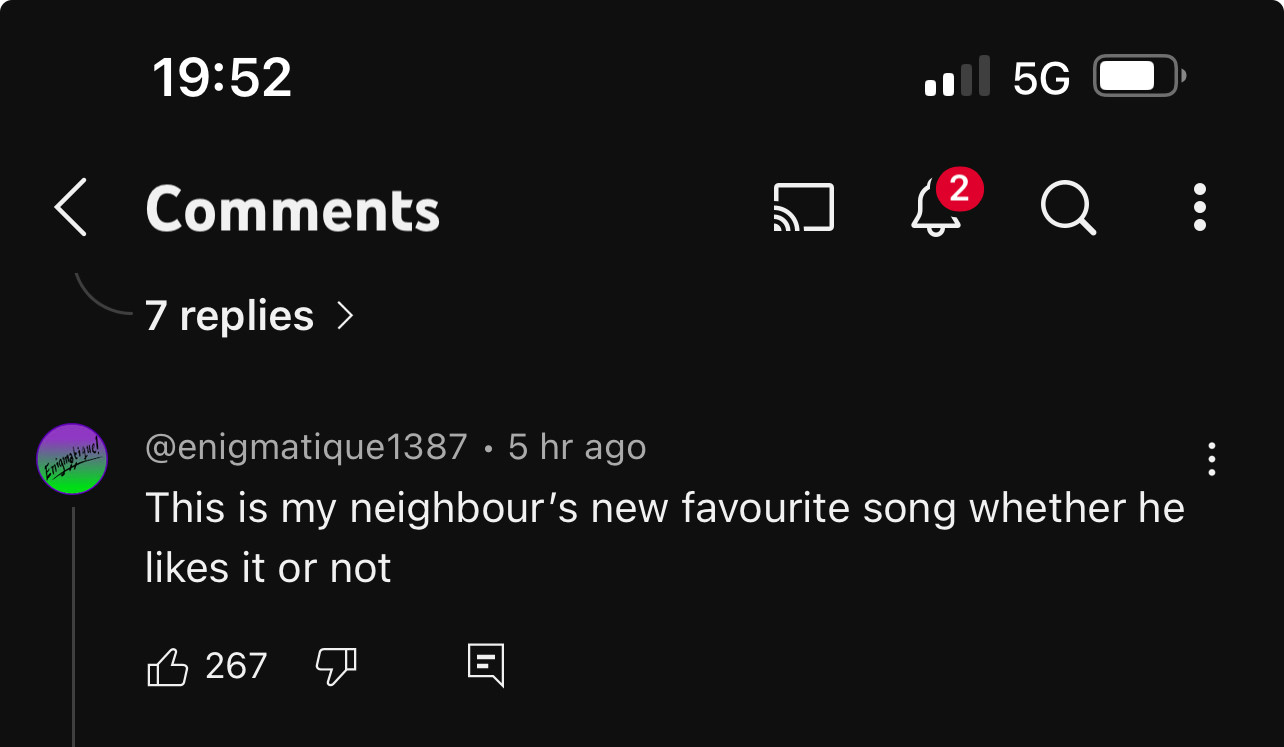 19:52 5G
Comments 2
7 replies
Enigmatique!
@enigmatique1387 • 5 hr ago
This is my neighbour’s new favourite song whether he
likes it or not
267